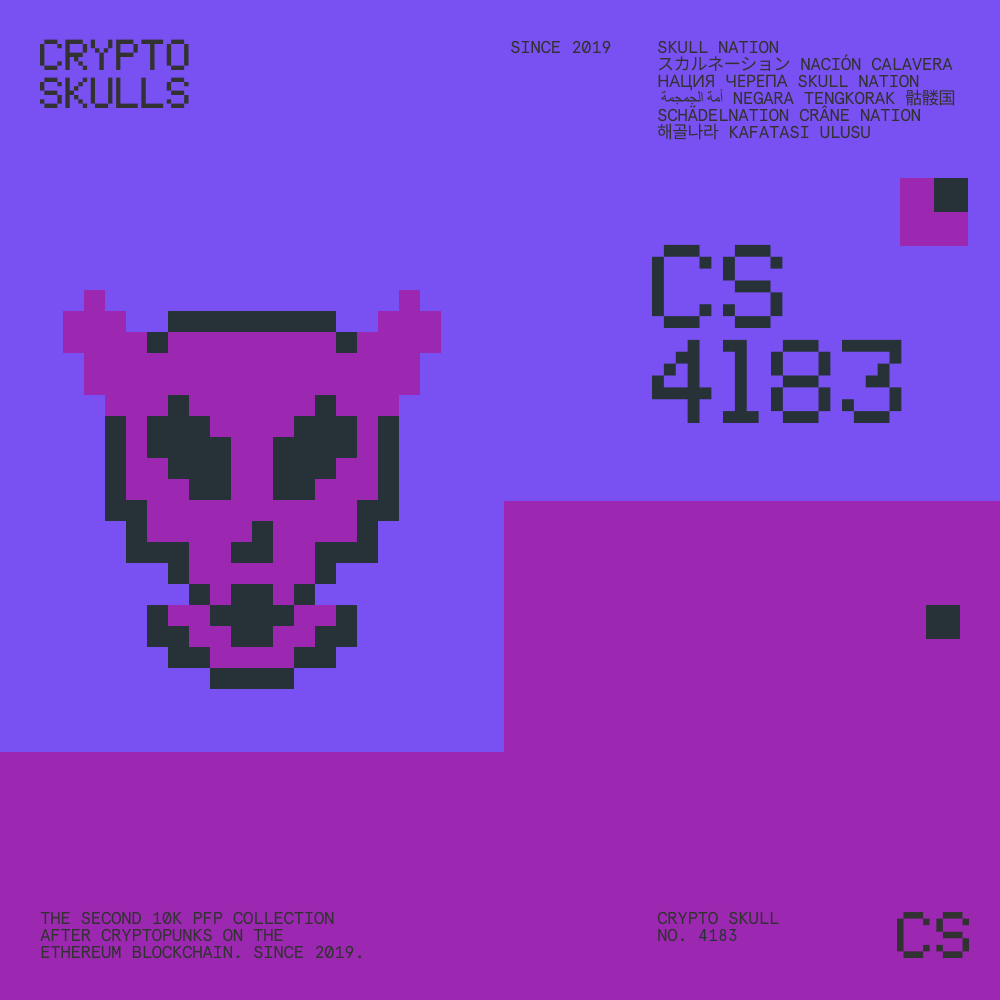 CRYPTO
SKULLS
SINCE 2019
SKULL NATION
スカルネーション NACIÓN CALAVERA
НАЦИЯ ЧЕРЕПА SKULL NATION
أمة الجمجمة NEGARA TENGKORAK 骷髅国
SCHÄDELNATION CRÂNE NATION
해골나라 KAFATASI ULUSU
CS
4183
THE SECOND 10K PFP COLLECTION
AFTER CRYPTOPUNKS ON THE
ETHEREUM BLOCKCHAIN. SINCE 2019.
CRYPTO SKULL
NO. 4183
CS